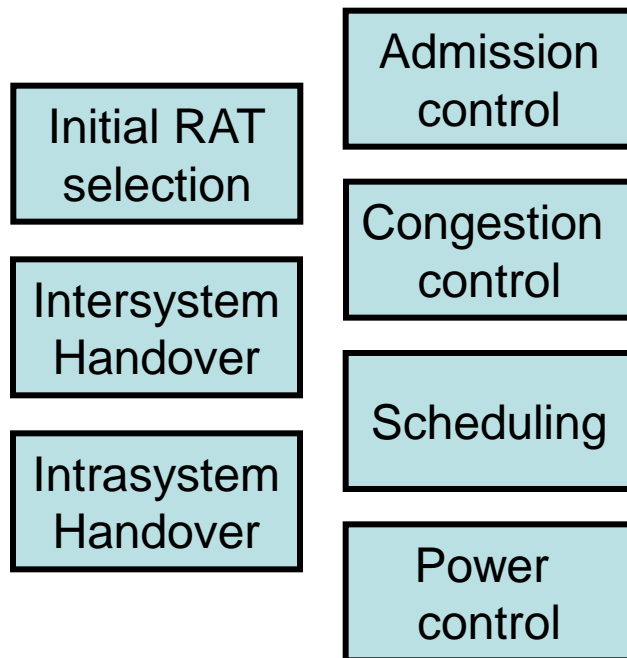 Initial RAT
selection
Intersystem
Handover
Intrasystem
Handover
Admission
control
Congestion
control
Scheduling
Power
control